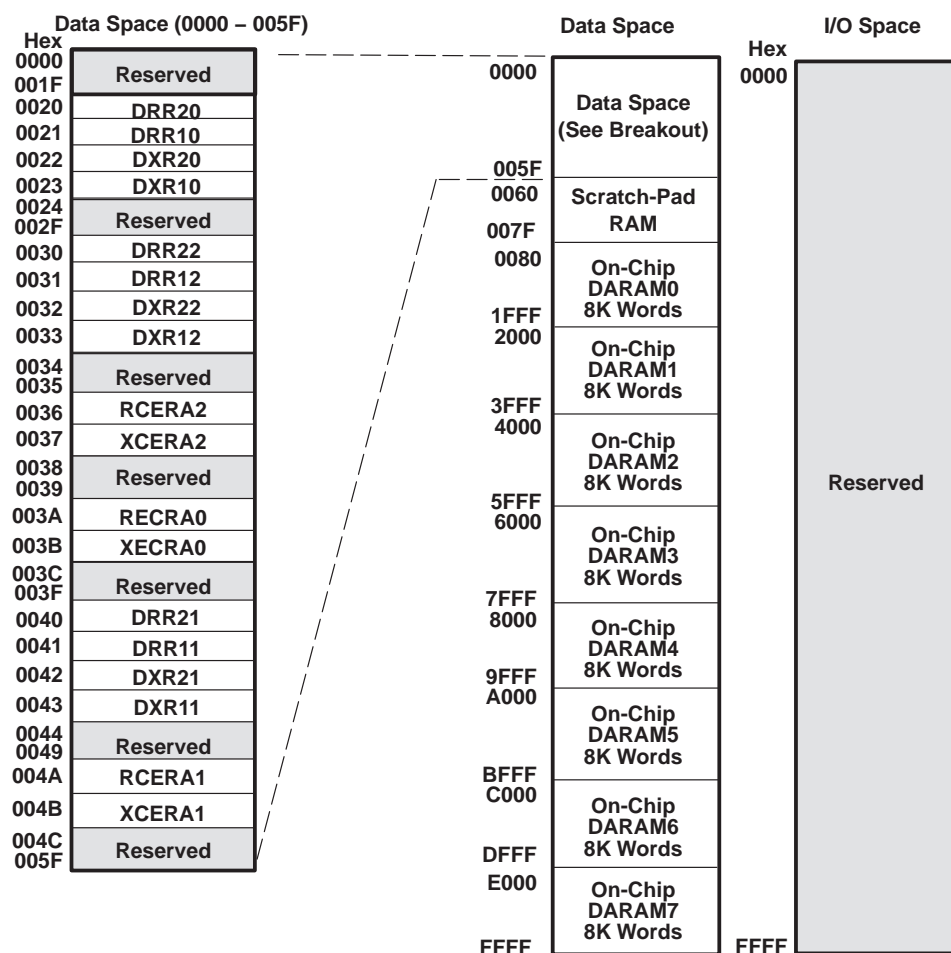 Data Space (0000 – 005F)
Hex
0000
001F
Reserved
0020
DRR20
0021
DRR10
0022
DXR20
0023
DXR10
0024
002F
Reserved
0030
DRR22
0031
DRR12
0032
DXR22
0033
DXR12
0034
0035
Reserved
0036
RCERA2
0037
XCERA2
0038
0039
Reserved
003A
RECRA0
003B
XECRA0
003C
003F
Reserved
0040
DRR21
0041
DRR11
0042
DXR21
0043
DXR11
0044
0049
Reserved
004A
RCERA1
004B
XCERA1
004C
005F
Reserved
Data Space
0000
Data Space
(See Breakout)
005F
0060
Scratch-Pad
RAM
007F
0080
On-Chip
DARAM0
8K Words
1FFF
2000
On-Chip
DARAM1
8K Words
3FFF
4000
On-Chip
DARAM2
8K Words
5FFF
6000
On-Chip
DARAM3
8K Words
7FFF
8000
On-Chip
DARAM4
8K Words
9FFF
A000
On-Chip
DARAM5
8K Words
BFFF
C000
On-Chip
DARAM6
8K Words
DFFF
E000
On-Chip
DARAM7
8K Words
FFFF
I/O Space
Hex
0000
Reserved
FFFF